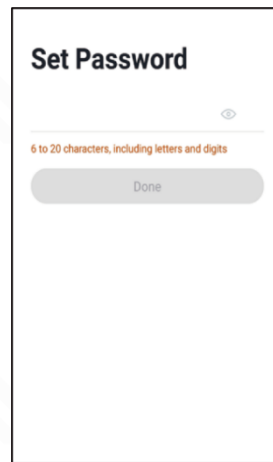 Set Password
6 to 20 characters, including letters and digits
Done